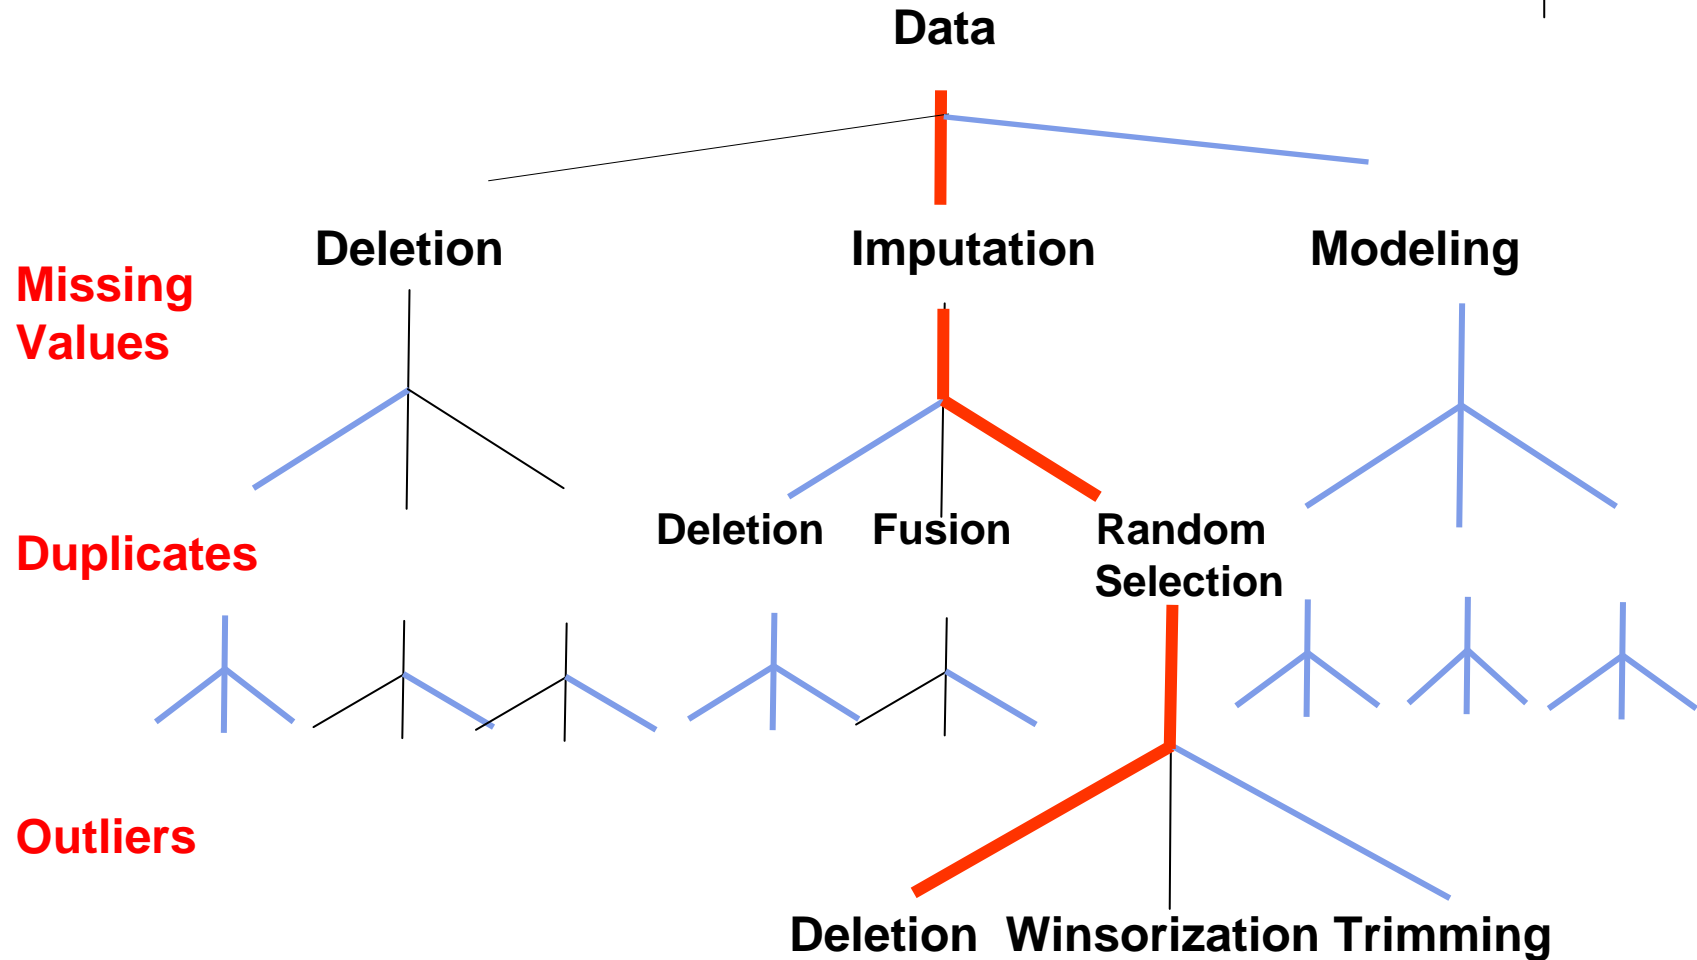 Data
Deletion Imputation Modeling
Missing
Values
Deletion Fusion Random
Selection
Duplicates
Outliers
Deletion Winsorization Trimming